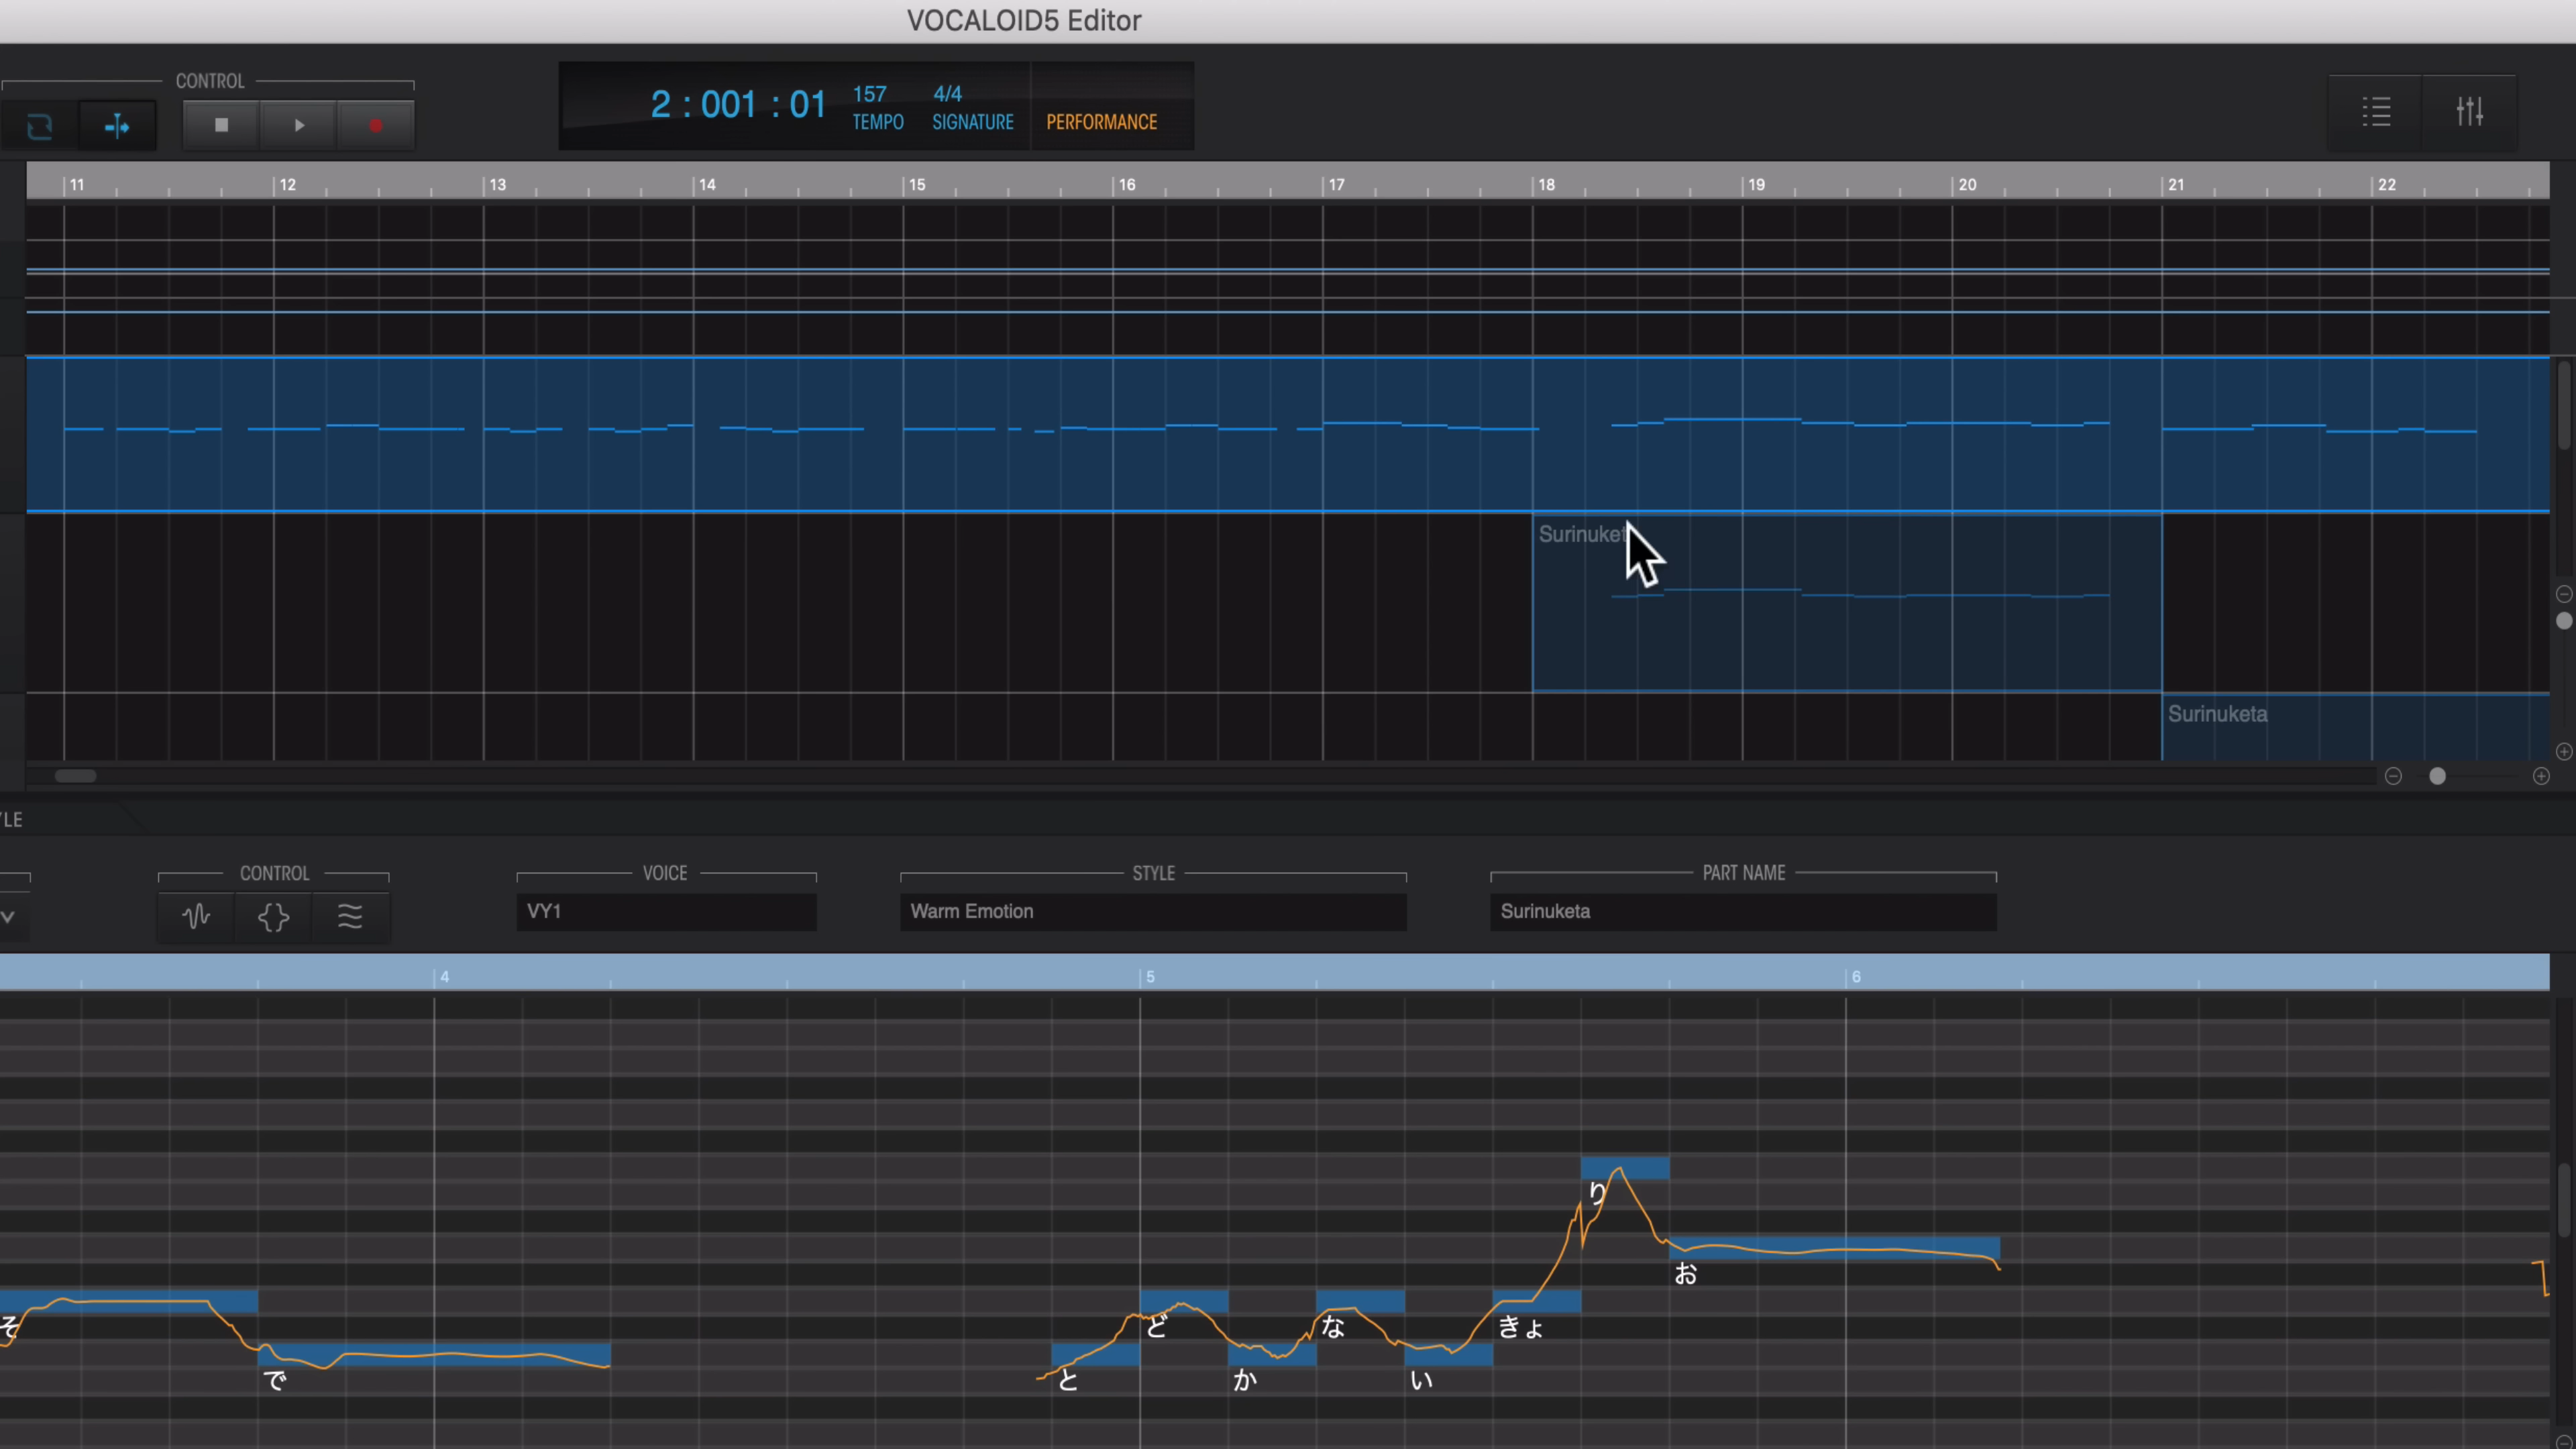 VOCALOID5 Editor
CONTROL
2 : 001 : 01
157
TEMPO
4/4
SIGNATURE
PERFORMANCE
11 12 13 14 15 16 17 18 19 20 21 22
Surinuket
Surinuketa
CONTROL
VOICE
STYLE
PART NAME
VY1
Warm Emotion
Surinuketa
4 5 6
り
お
そ
ど
な
きょ
で
と
か
い